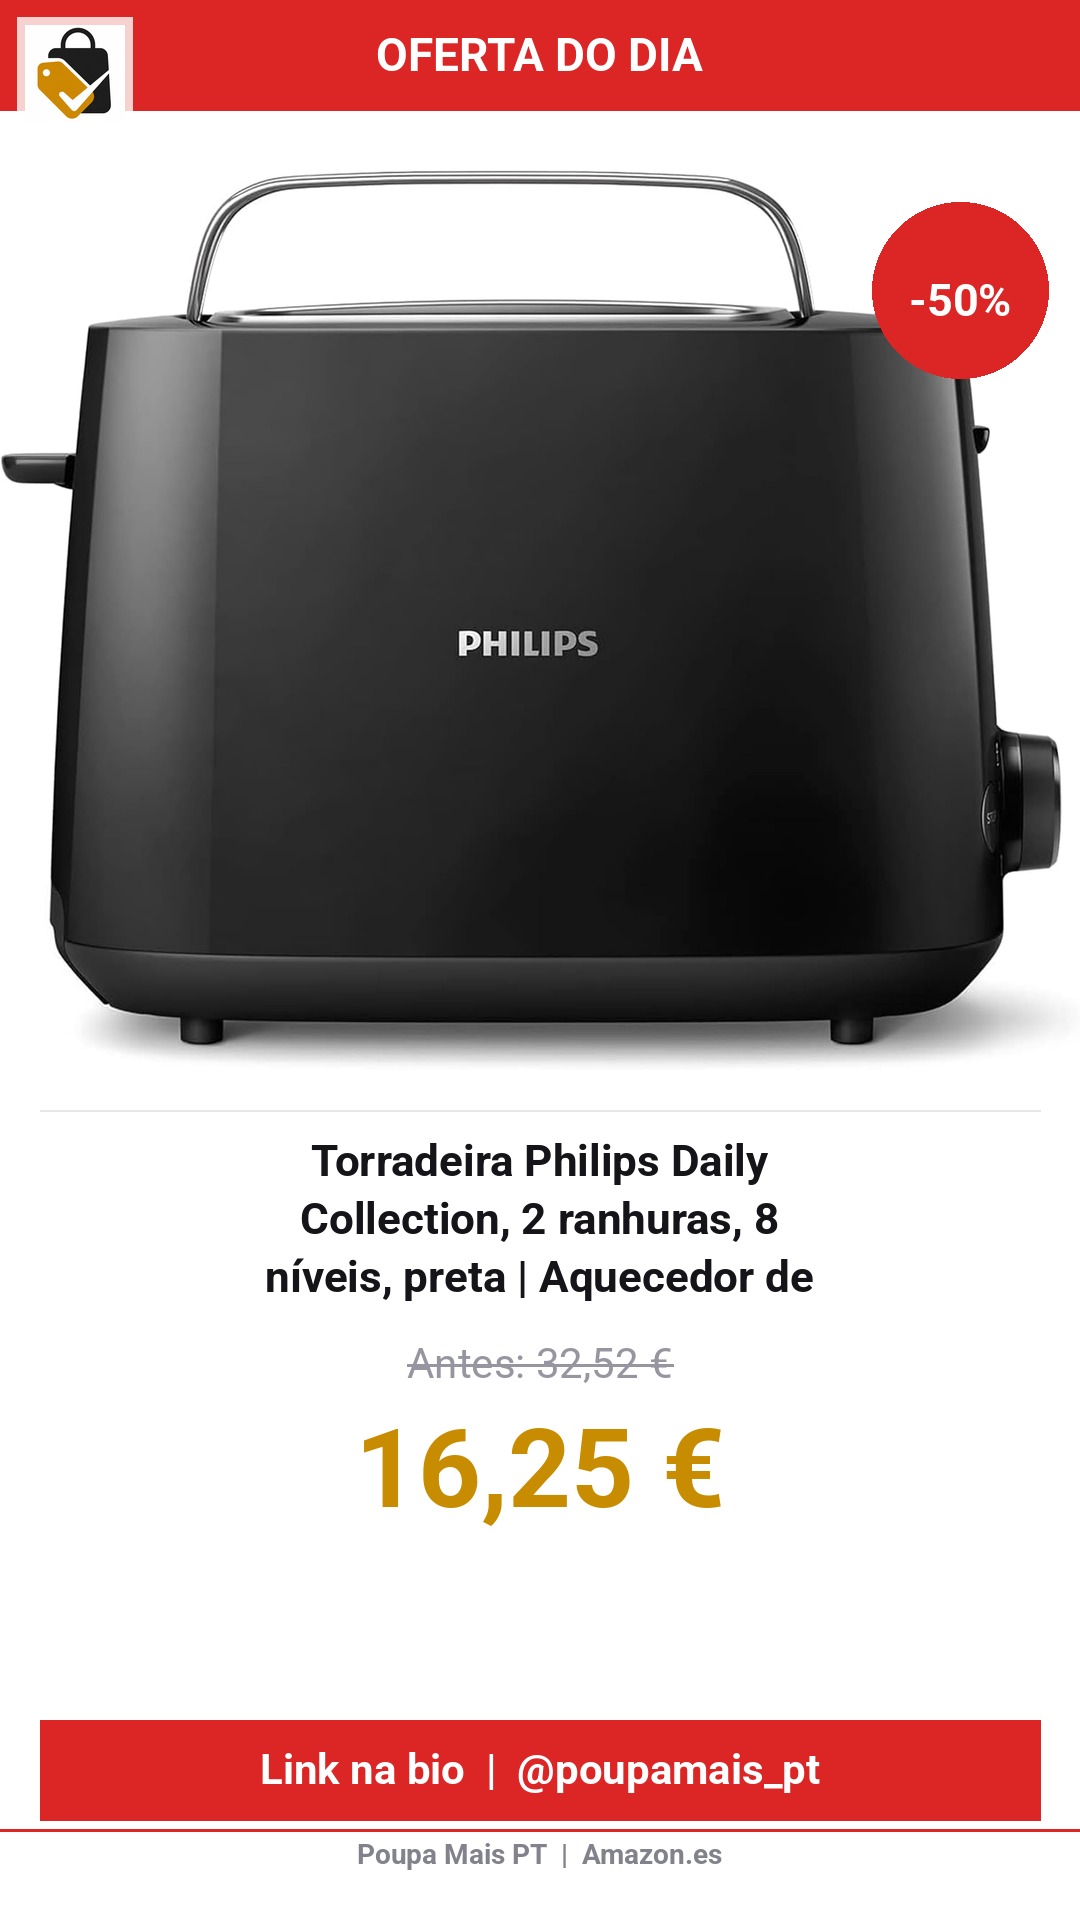 OFERTA DO DIA
-50%
PHILIPS
Torradeira Philips Daily
Collection, 2 ranhuras, 8
níveis, preta | Aquecedor de
Antes: 32,52 €
16,25 €
Link na bio | @poupamais_pt
Poupa Mais PT | Amazon.es